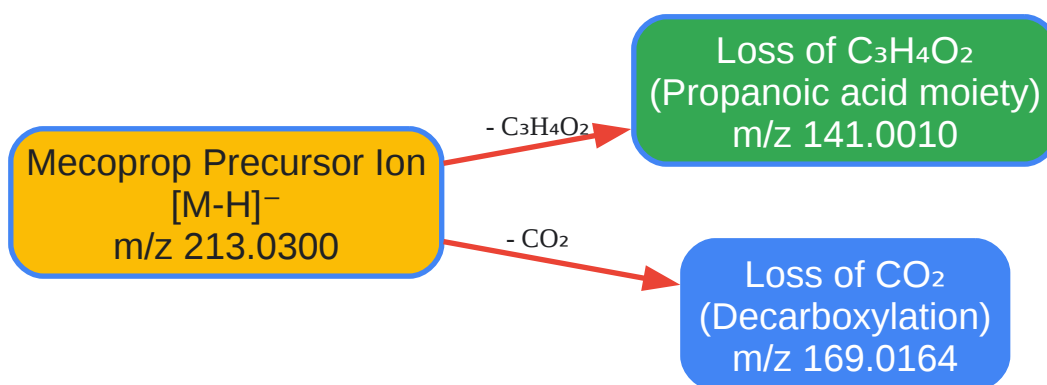 Mecoprop Precursor Ion
[M-H]⁻
m/z 213.0300
- C₃H₄O₂
Loss of C₃H₄O₂
(Propanoic acid moiety)
m/z 141.0010
- CO₂
Loss of CO₂
(Decarboxylation)
m/z 169.0164